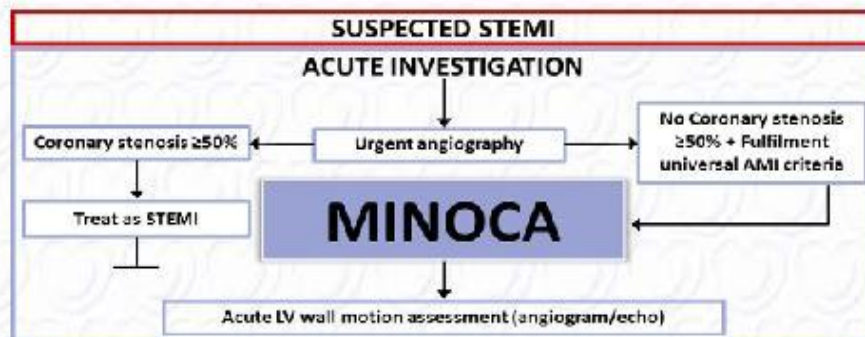 SUSPECTED STEMI
ACUTE INVESTIGATION
Coronary stenosis ≥50%
Urgent angiography
No Coronary stenosis
≥50% + Fulfilment
universal AMI criteria
Treat as STEMI
MINOCA
Acute LV wall motion assessment (angiogram/echo)